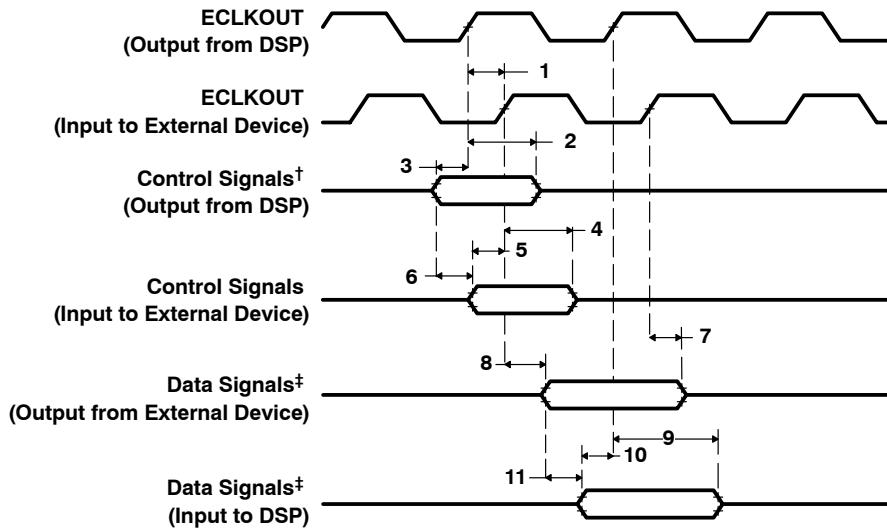 ECLKOUT
(Output from DSP)
1
ECLKOUT
(Input to External Device)
2
3
Control Signals†
(Output from DSP)
4
5
6
Control Signals
(Input to External Device)
7
8
Data Signals‡
(Output from External Device)
9
10
11
Data Signals‡
(Input to DSP)